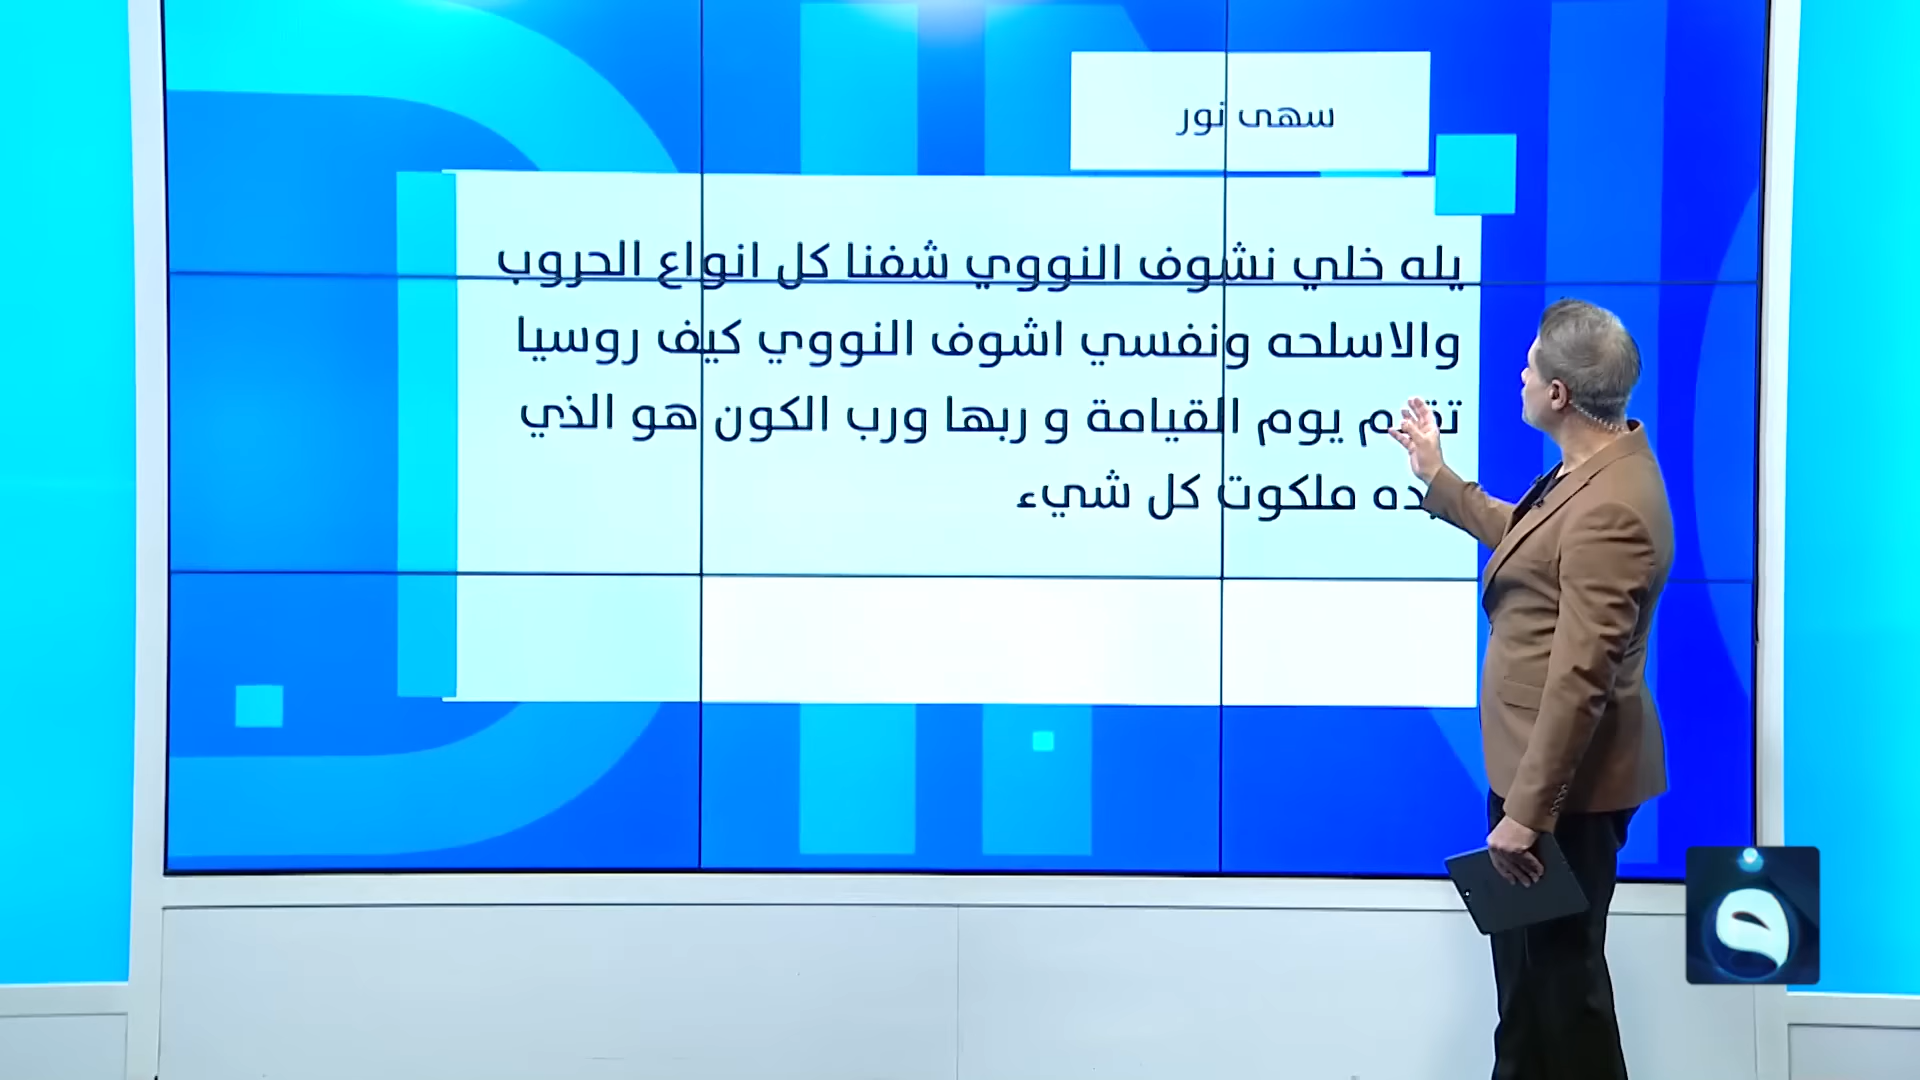 سهى نور
يله خلي نشوف النووي شفنا كل انواع الحروب
والاسلحه ونفسي اشوف النووي كيف روسيا
يوم القيامة و ربها ورب الكون هو الذي
ملكوت كل شيء